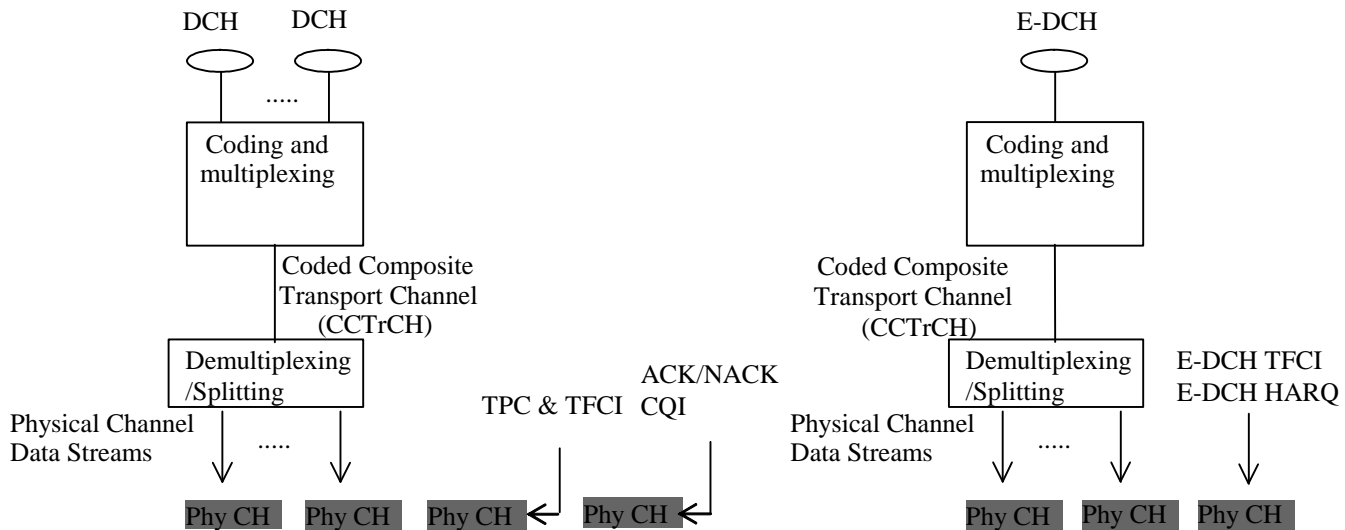 DCH
DCH
.....
Coding and
multiplexing
Coded Composite
Transport Channel
(CCTrCH)
Demultiplexing
/Splitting
Physical Channel
Data Streams
.....
TPC & TFCI
ACK/NACK
CQI
Phy CH
Phy CH
Phy CH
Phy CH
E-DCH
Coding and
multiplexing
Coded Composite
Transport Channel
(CCTrCH)
Demultiplexing
/Splitting
Physical Channel
Data Streams
.....
E-DCH TFCI
E-DCH HARQ
Phy CH
Phy CH
Phy CH